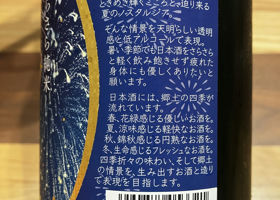 ときめき輝くこころに迫り来る
夏のノスタルジア。
そんな情景を天明らしい透明
感と低アルコールで表現。
暑い季節でも日本酒をさらさら
と軽く飲み飽せず疲れた
身体にも優しくありたいと
願います。
日本酒には、郷土の四季が
流れています。
春、花緑感じる優しいお酒を。
夏、涼味感じる軽快なお酒を。
秋、錦秋感じる円熟なお酒を。
冬、生命感じるフレッシュなお酒を。
四季折々の味わい、そして郷土
の情景を、生み出すお酒と造り
で表現を目指します。